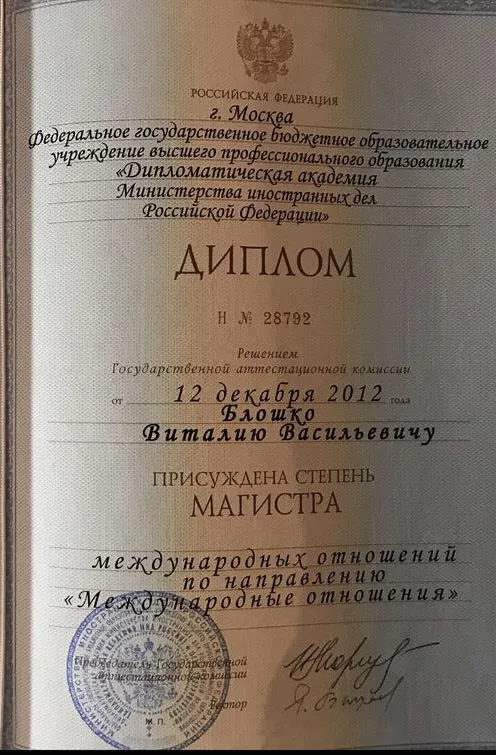 РОССИЙСКАЯ ФЕДЕРАЦИЯ
г. Москва
Федеральное государственное бюджетное образовательное
учреждение высшего профессионального образования
«Дипломатическая академия
Министерства иностранных дел
Российской Федерации»
ДИПЛОМ
Н № 28792
Решением
Государственной аттестационной комиссии
от 12 декабря 2012 года
Блошко
Виталию Васильевичу
ПРИСУЖДЕНА СТЕПЕНЬ
МАГИСТРА
международных отношений
по направлению
«Международные отношения»
Председатель Государственной
аттестационной комиссии
Ректор
М.П.